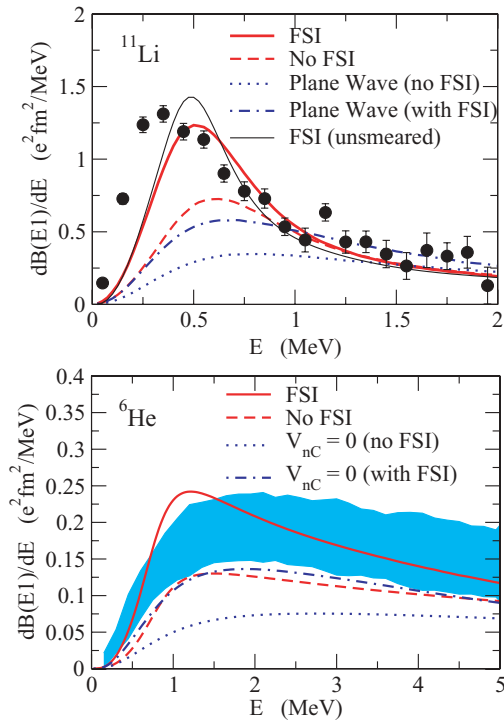 2
1.5
1
0.5
0
dB(E1)/dE (e²fm²/MeV)
¹¹Li
FSI
No FSI
Plane Wave (no FSI)
Plane Wave (with FSI)
FSI (unsmeared)
0 0.5 1 1.5 2
E (MeV)
0.4
0.35
0.3
0.25
0.2
0.15
0.1
0.05
0
dB(E1)/dE (e²fm²/MeV)
⁶He
FSI
No FSI
V_nC = 0 (no FSI)
V_nC = 0 (with FSI)
0 1 2 3 4 5
E (MeV)